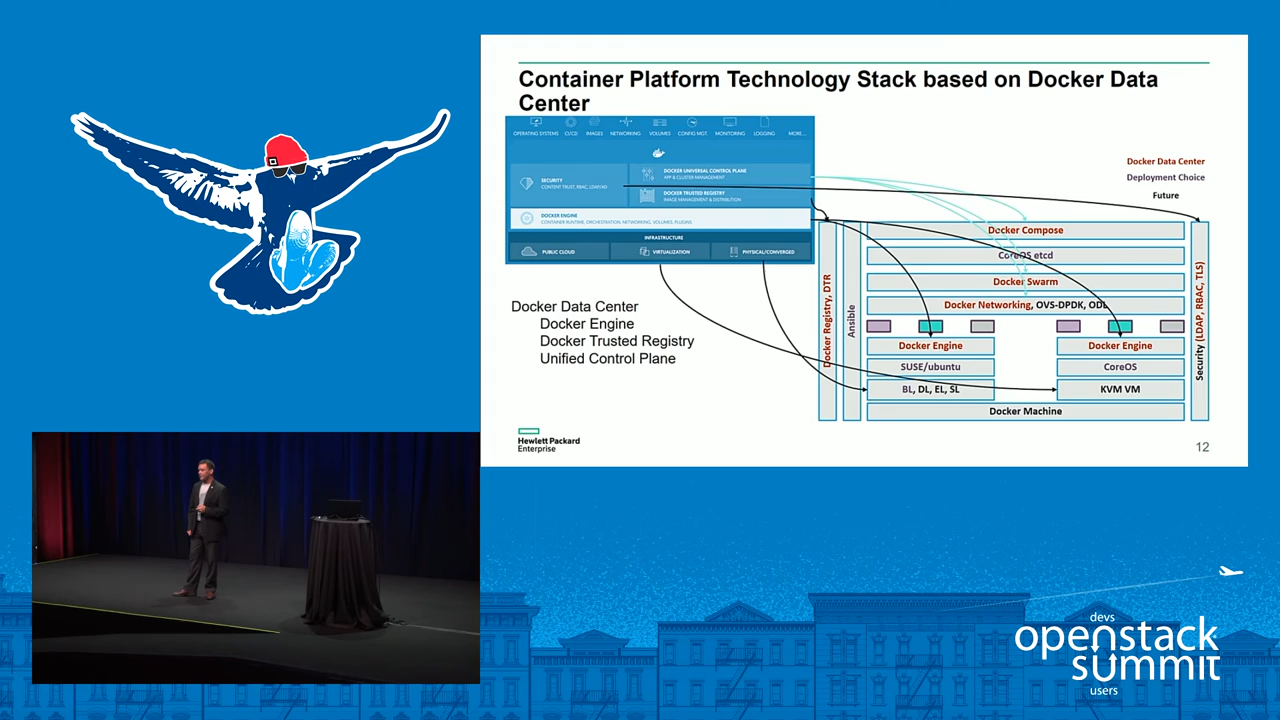 Container Platform Technology Stack based on Docker Data
Center
OPERATING SYSTEMS CI/CD IMAGES NETWORKING VOLUMES CONFIG MGT. MONITORING LOGGING MORE...
SECURITY
CONTENT TRUST, RBAC, LDAP/AD
DOCKER UNIVERSAL CONTROL PLANE
APP & CLUSTER MANAGEMENT
DOCKER TRUSTED REGISTRY
IMAGE MANAGEMENT & DISTRIBUTION
DOCKER ENGINE
CONTAINER RUNTIME, ORCHESTRATION, NETWORKING, VOLUMES, PLUGINS
INFRASTRUCTURE
PUBLIC CLOUD VIRTUALIZATION PHYSICAL/CONVERGED
Docker Data Center
Docker Engine
Docker Trusted Registry
Unified Control Plane
Docker Data Center
Deployment Choice
Future
Docker Registry, DTR
Ansible
Docker Compose
CoreOS etcd
Docker Swarm
Docker Networking, OVS-DPDK, ODL
Docker Engine
SUSE/ubuntu
BL, DL, EL, SL
Docker Engine
CoreOS
KVM VM
Docker Machine
Security (LDAP, RBAC, TLS)
Hewlett Packard
Enterprise
12
devs
openstack
summit
users